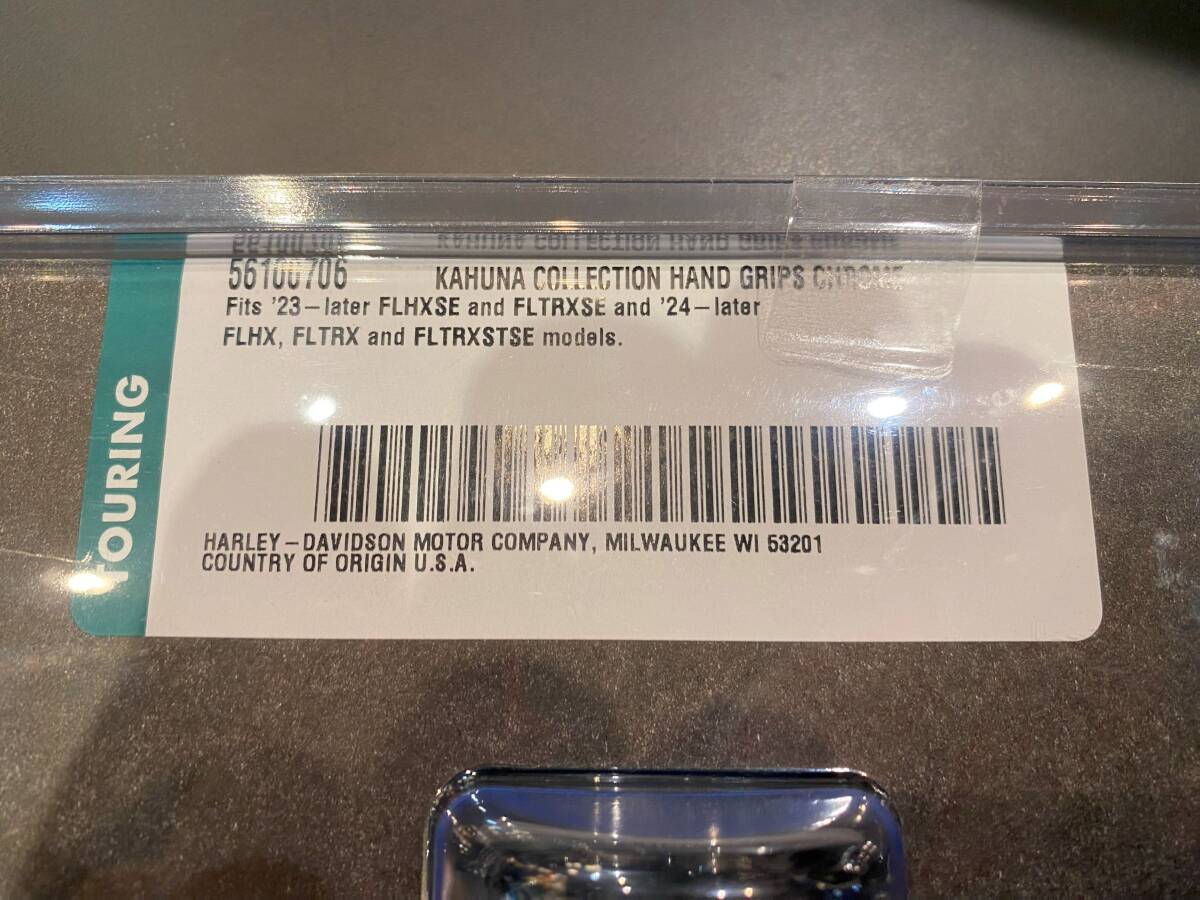 56100706 KAHUNA COLLECTION HAND GRIPS CHROME
Fits '23-later FLHXSE and FLTRXSE and '24-later
FLHX, FLTRX and FLTRXSTSE models.
TOURING
HARLEY-DAVIDSON MOTOR COMPANY, MILWAUKEE WI 53201
COUNTRY OF ORIGIN U.S.A.